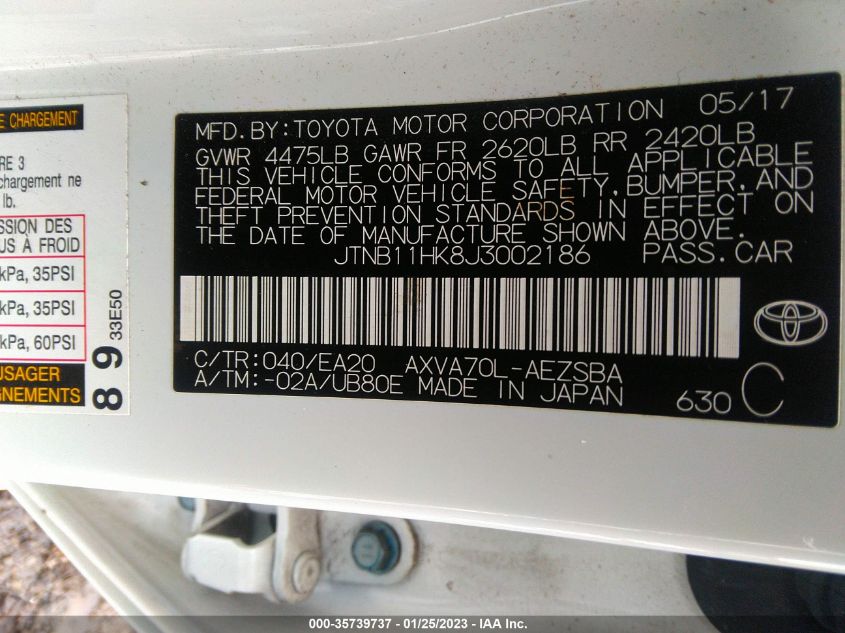 E CHARGEMENT
RE 3
chargement ne
lb.
SSION DES
US À FROID
kPa, 35PSI
kPa, 35PSI
kPa, 60PSI
USAGER
GNEMENTS
8 9 33E50
MFD.BY:TOYOTA MOTOR CORPORATION 05/17
GVWR 4475LB GAWR FR 2620LB RR 2420LB
THIS VEHICLE CONFORMS TO ALL APPLICABLE
FEDERAL MOTOR VEHICLE SAFETY,BUMPER,AND
THEFT PREVENTION STANDARDS IN EFFECT ON
THE DATE OF MANUFACTURE SHOWN ABOVE.
JTNB11HK8J3002186 PASS.CAR
C/TR:040/EA20 AXVA70L-AEZSBA
A/TM:-02A/UB80E MADE IN JAPAN
630 C
000-35739737 - 01/25/2023 - IAA Inc.